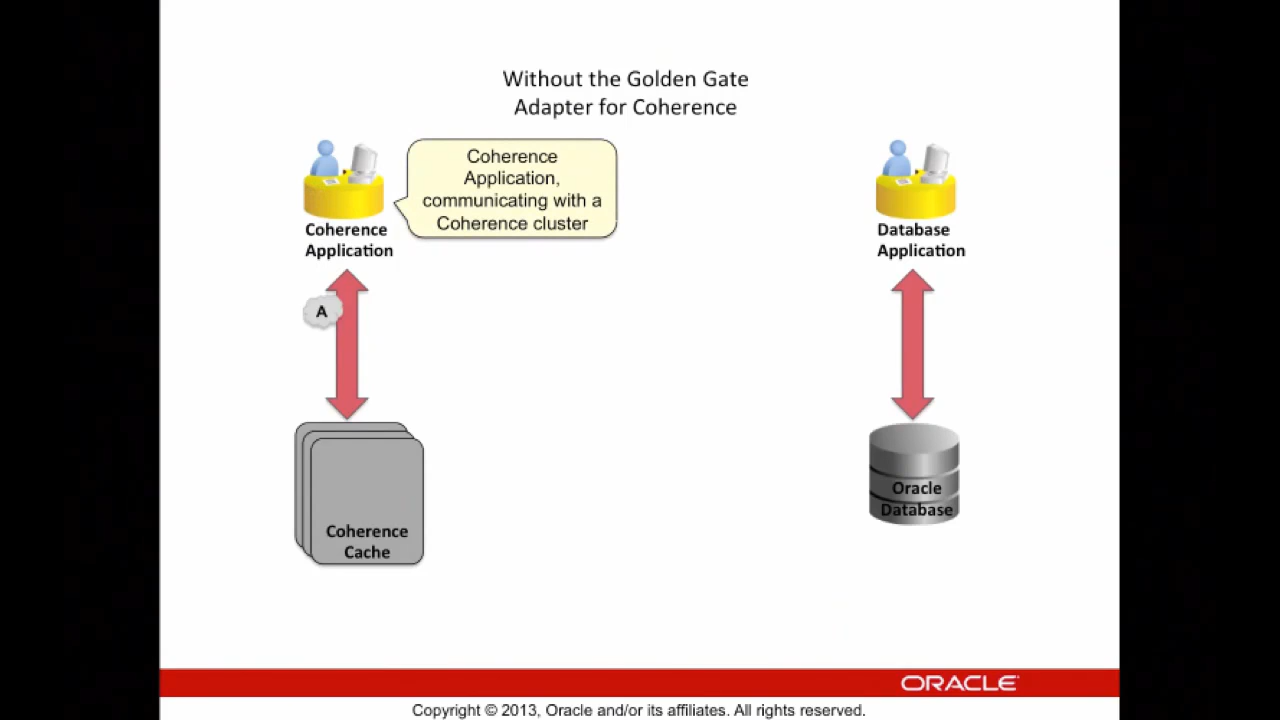 Without the Golden Gate
Adapter for Coherence
Coherence
Application,
communicating with a
Coherence cluster
Coherence
Application
Database
Application
A
Oracle
Database
Coherence
Cache
ORACLE
Copyright © 2013, Oracle and/or its affiliates. All rights reserved.